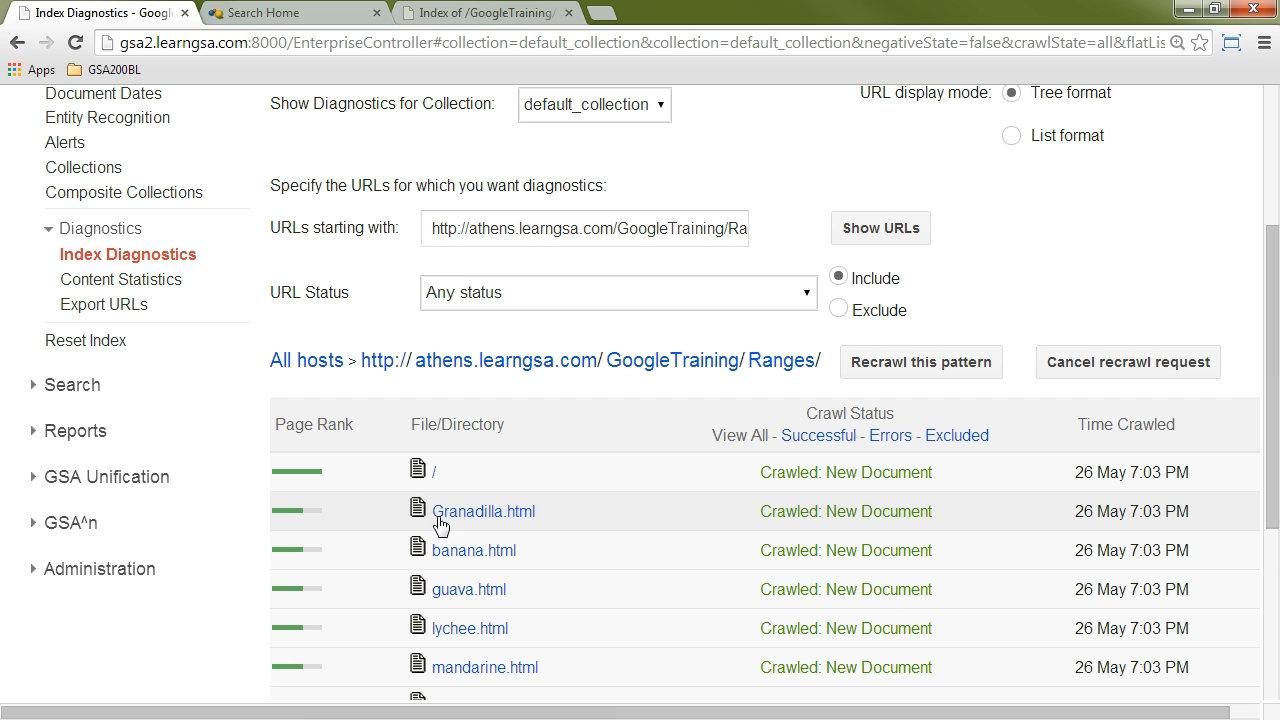 Index Diagnostics - Googl
Search Home
Index of /GoogleTraining/
gsa2.learngsa.com:8000/EnterpriseController#collection=default_collection&collection=default_collection&negativeState=false&crawlState=all&flatLis
Apps
GSA200BL
Document Dates
Entity Recognition
Alerts
Collections
Composite Collections
Diagnostics
Index Diagnostics
Content Statistics
Export URLs
Reset Index
Search
Reports
GSA Unification
GSA^n
Administration
Show Diagnostics for Collection:
default_collection
URL display mode:
Tree format
List format
Specify the URLs for which you want diagnostics:
URLs starting with:
http://athens.learngsa.com/GoogleTraining/Ra
Show URLs
URL Status
Any status
Include
Exclude
All hosts > http:// athens.learngsa.com/ GoogleTraining/ Ranges/
Recrawl this pattern
Cancel recrawl request
Page Rank
File/Directory
Crawl Status
View All - Successful - Errors - Excluded
Time Crawled
/ Crawled: New Document 26 May 7:03 PM
Granadilla.html Crawled: New Document 26 May 7:03 PM
banana.html Crawled: New Document 26 May 7:03 PM
guava.html Crawled: New Document 26 May 7:03 PM
lychee.html Crawled: New Document 26 May 7:03 PM
mandarine.html Crawled: New Document 26 May 7:03 PM